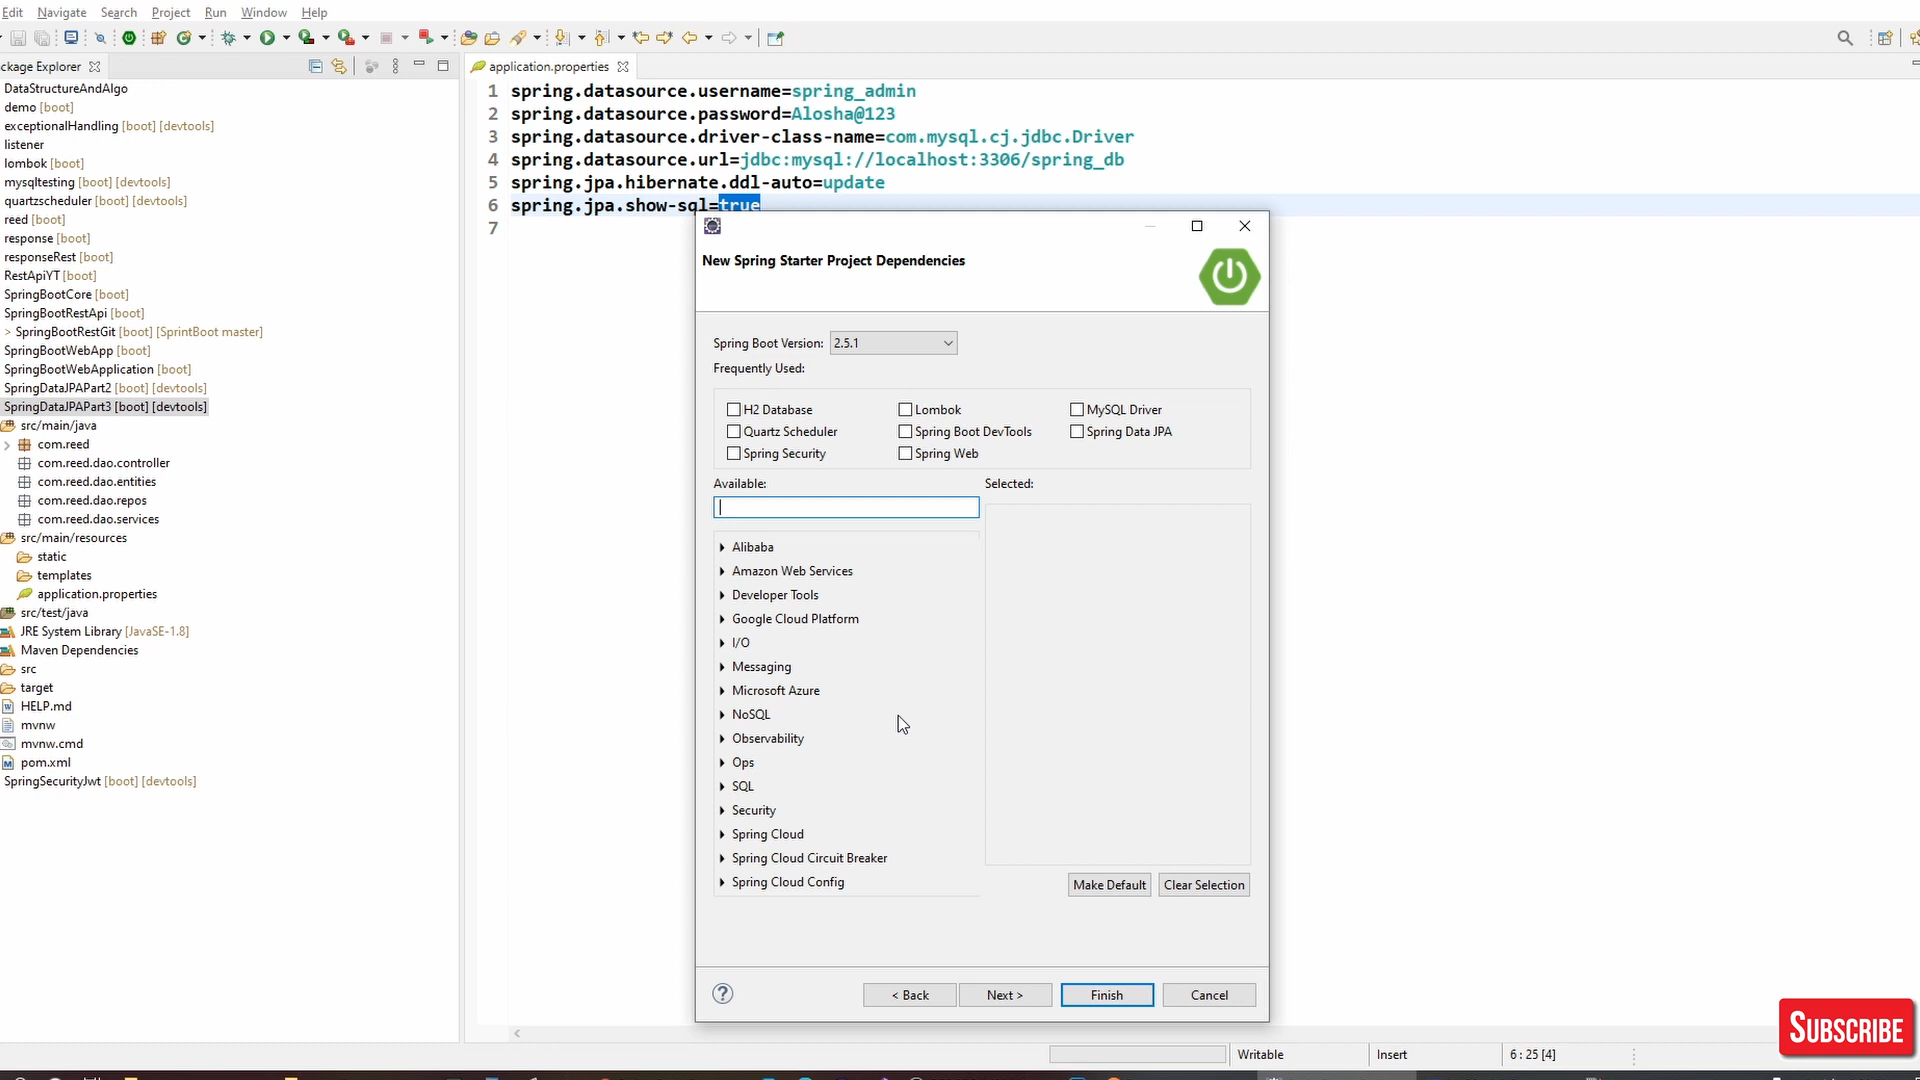 Edit Navigate Search Project Run Window Help
ckage Explorer
application.properties
DataStructureAndAlgo
demo [boot]
exceptionalHandling [boot] [devtools]
listener
lombok [boot]
mysqltesting [boot] [devtools]
quartzscheduler [boot] [devtools]
reed [boot]
response [boot]
responseRest [boot]
RestApiYT [boot]
SpringBootCore [boot]
SpringBootRestApi [boot]
> SpringBootRestGit [boot] [SprintBoot master]
SpringBootWebApp [boot]
SpringBootWebApplication [boot]
SpringDataJPAPart2 [boot] [devtools]
SpringDataJPAPart3 [boot] [devtools]
src/main/java
com.reed
com.reed.dao.controller
com.reed.dao.entities
com.reed.dao.repos
com.reed.dao.services
src/main/resources
static
templates
application.properties
src/test/java
JRE System Library [JavaSE-1.8]
Maven Dependencies
src
target
HELP.md
mvnw
mvnw.cmd
pom.xml
SpringSecurityJwt [boot] [devtools]
1 spring.datasource.username=spring_admin
2 spring.datasource.password=Alosha@123
3 spring.datasource.driver-class-name=com.mysql.cj.jdbc.Driver
4 spring.datasource.url=jdbc:mysql://localhost:3306/spring_db
5 spring.jpa.hibernate.ddl-auto=update
6 spring.jpa.show-sql=true
7
New Spring Starter Project Dependencies
Spring Boot Version: 2.5.1
Frequently Used:
H2 Database Lombok MySQL Driver
Quartz Scheduler Spring Boot DevTools Spring Data JPA
Spring Security Spring Web
Available: Selected:
Alibaba
Amazon Web Services
Developer Tools
Google Cloud Platform
I/O
Messaging
Microsoft Azure
NoSQL
Observability
Ops
SQL
Security
Spring Cloud
Spring Cloud Circuit Breaker
Spring Cloud Config
Make Default Clear Selection
? < Back Next > Finish Cancel
SUBSCRIBE
Writable Insert 6 : 25 [4]